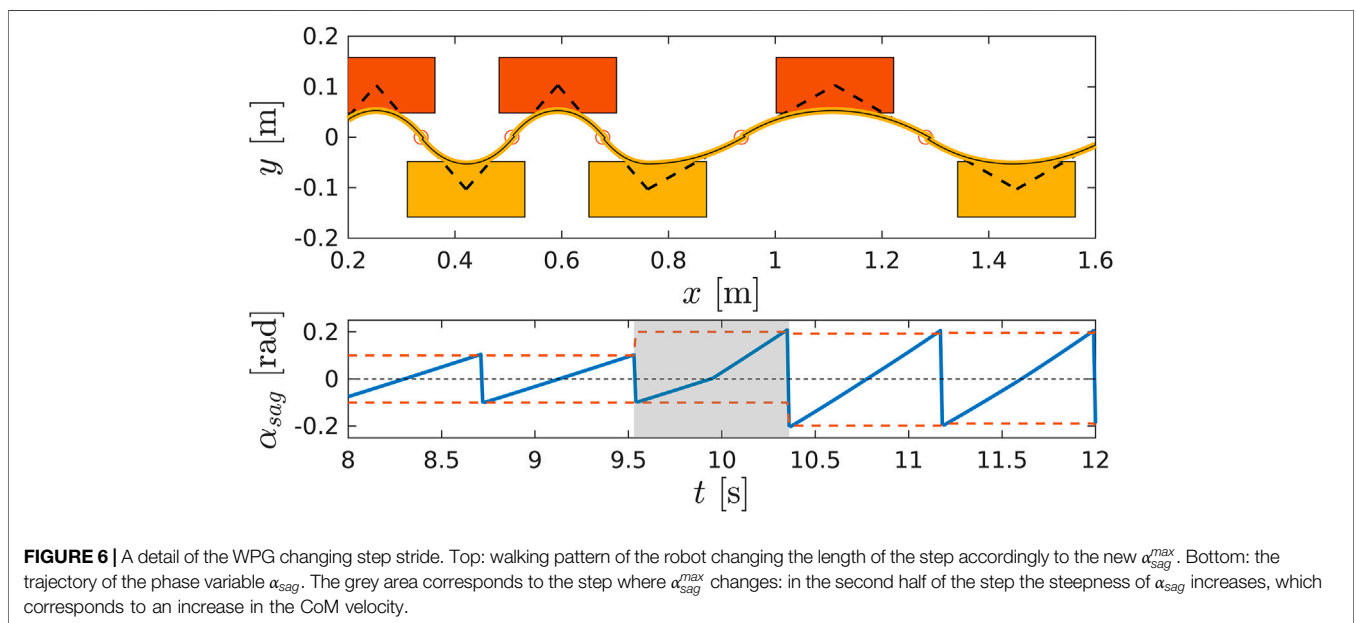 0.2
0.1
0
-0.1
-0.2
y [m]
0.2 0.4 0.6 0.8 1 1.2 1.4 1.6
x [m]
0.2
0
-0.2
α_sag [rad]
8 8.5 9 9.5 10 10.5 11 11.5 12
t [s]
FIGURE 6 | A detail of the WPG changing step stride. Top: walking pattern of the robot changing the length of the step accordingly to the new α_sag^max. Bottom: the
trajectory of the phase variable α_sag. The grey area corresponds to the step where α_sag^max changes: in the second half of the step the steepness of α_sag increases, which
corresponds to an increase in the CoM velocity.